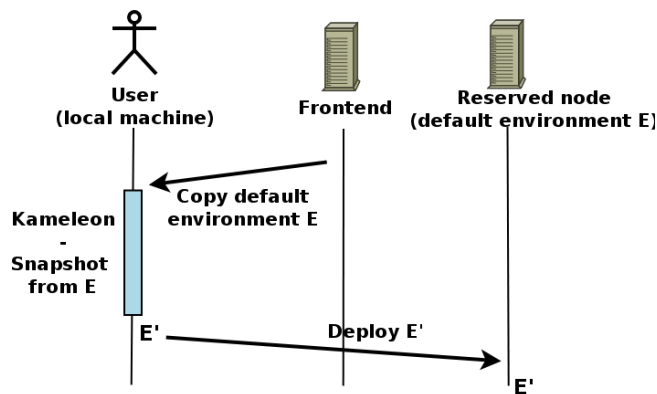 User
(local machine)
Frontend
Reserved node
(default environment E)
Copy default
environment E
Kameleon
-
Snapshot
from E
E'
Deploy E'
E'